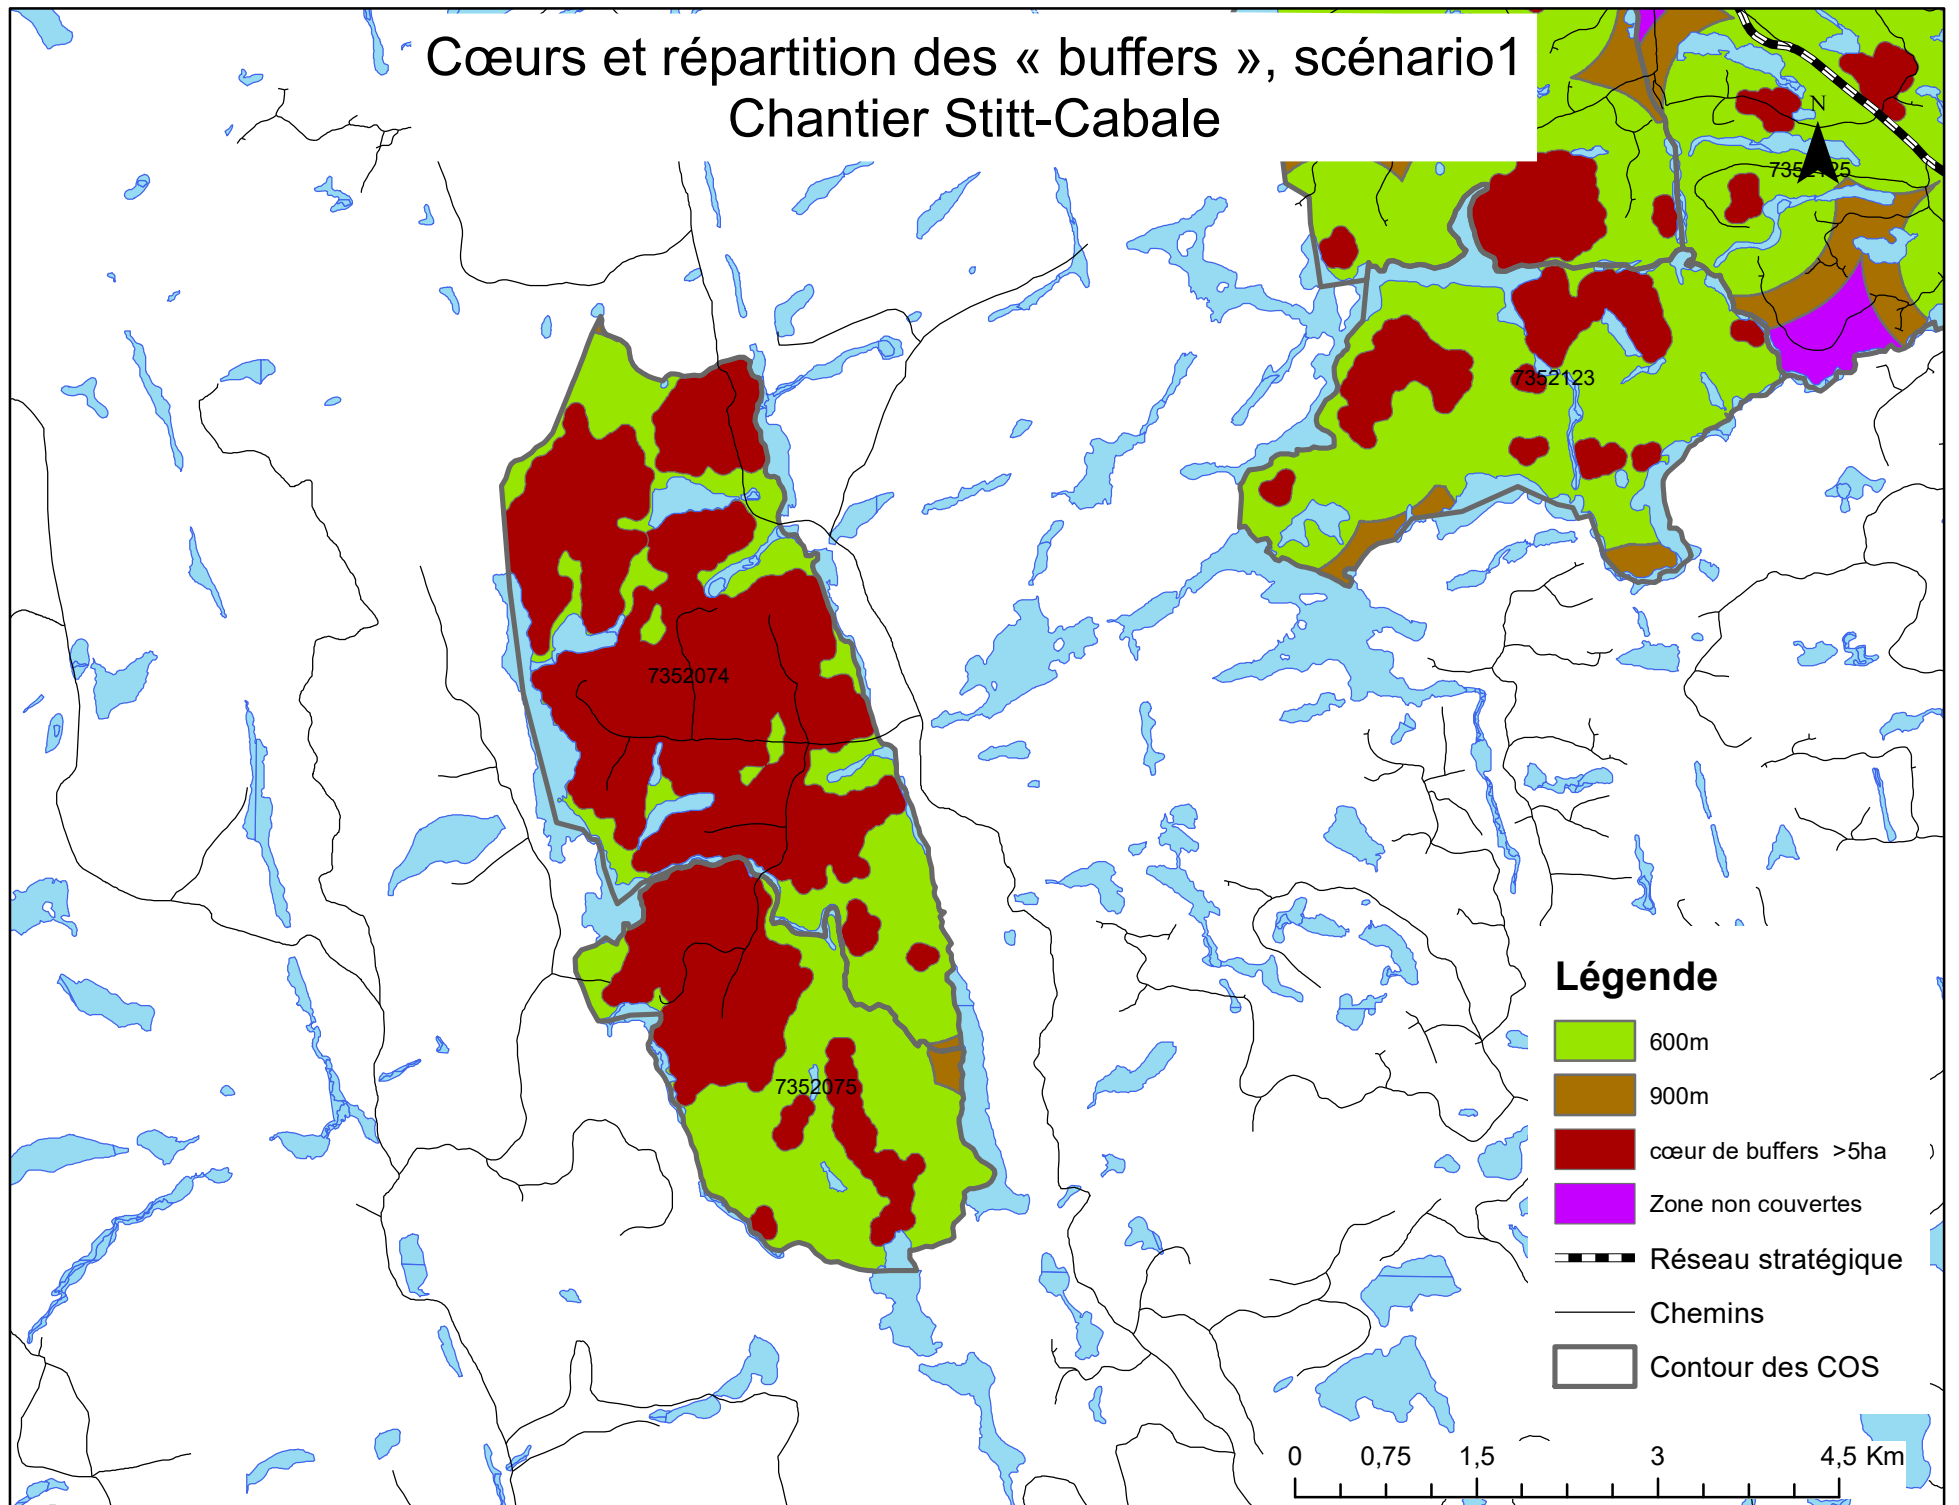 Cœurs et répartition des « buffers », scénario1
Chantier Stitt-Cabale
N
7352125
7352123
7352074
7352075
Légende
600m
900m
cœur de buffers >5ha
Zone non couvertes
Réseau stratégique
Chemins
Contour des COS
0 0,75 1,5 3 4,5 Km